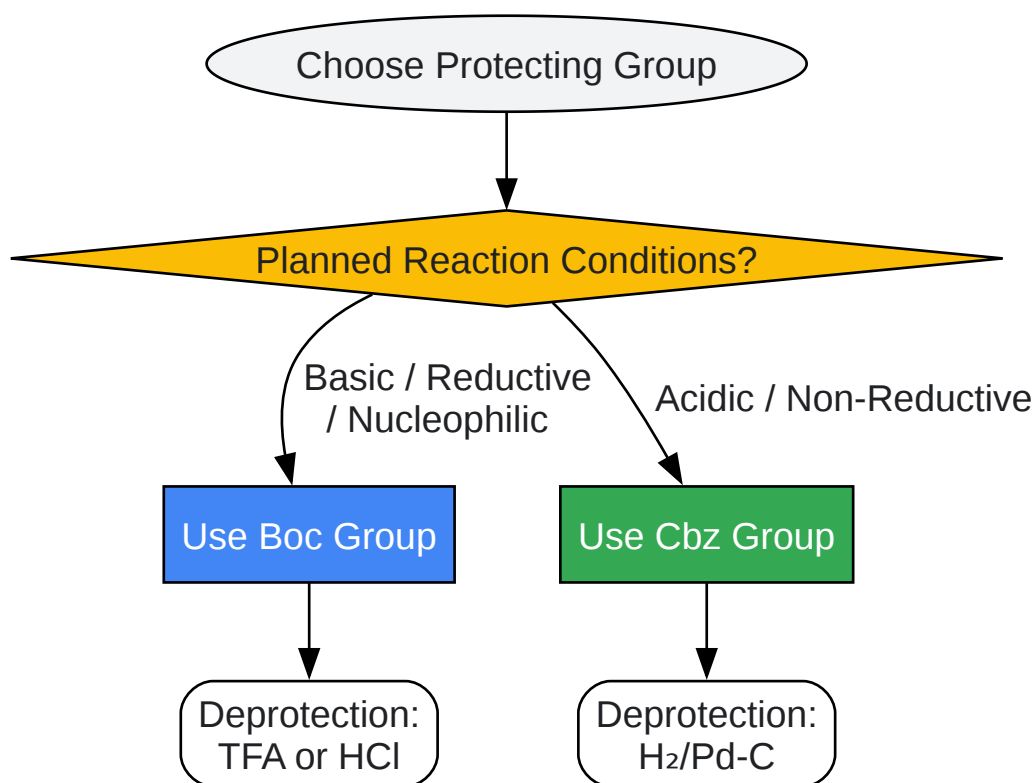 Choose Protecting Group
Planned Reaction Conditions?
Basic / Reductive
/ Nucleophilic
Acidic / Non-Reductive
Use Boc Group
Use Cbz Group
Deprotection:
TFA or HCl
Deprotection:
H₂/Pd-C